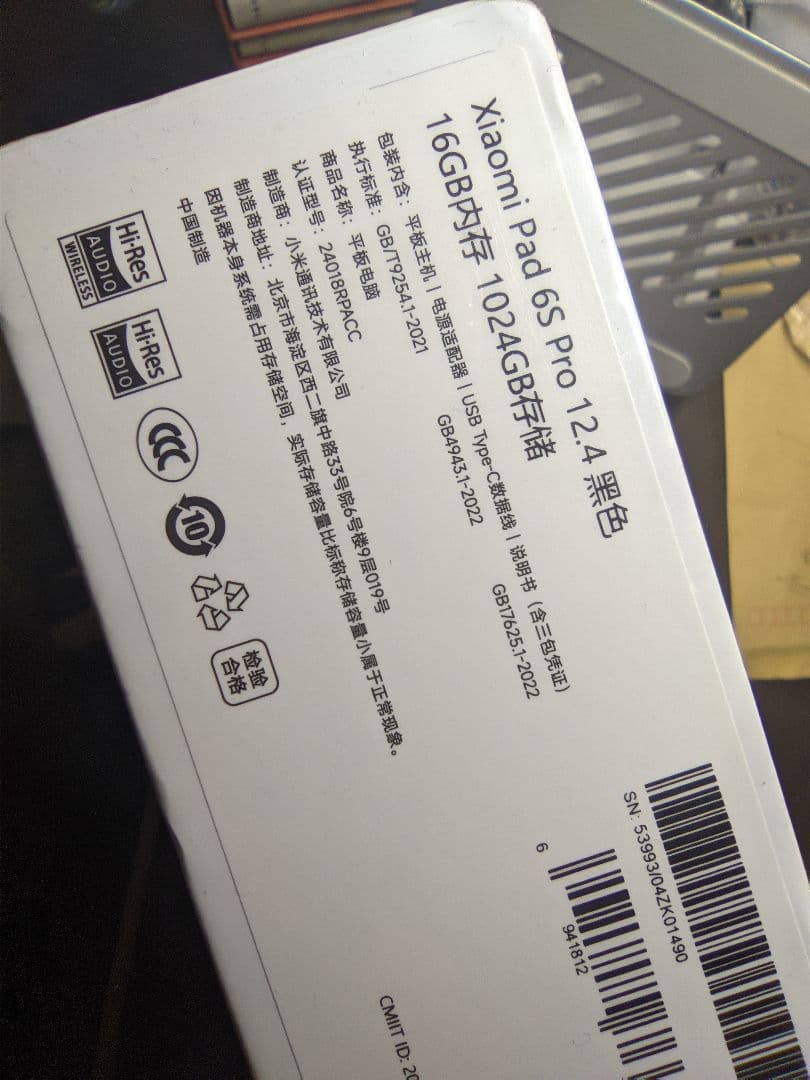 Xiaomi Pad 6S Pro 12.4 黑色
16GB内存 1024GB存储
包装内含：平板主机 | 电源适配器 | USB Type-C数据线 | 说明书（含三包凭证）
执行标准：GB/T9254.1-2021 GB4943.1-2022 GB17625.1-2022
商品名称：平板电脑
认证型号：24018RPACC
制造商：小米通讯技术有限公司
制造商地址：北京市海淀区西二旗中路33号院6号楼9层019号
因机器本身系统需占用存储空间，实际存储容量比标称存储容量小属于正常现象。
中国制造
Hi-Res
AUDIO
WIRELESS
Hi-Res
AUDIO
CCC
10
检验
合格
SN: 53993/04ZK01490
6 941812
CMIIT ID: 20